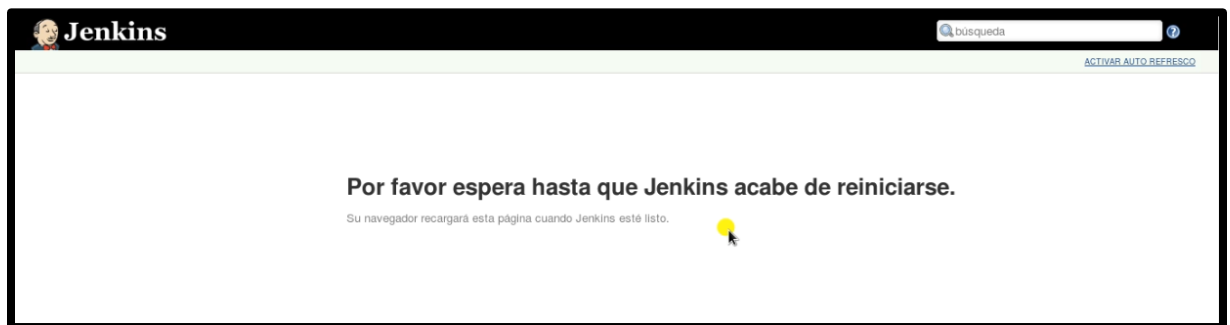 Jenkins
búsqueda
ACTIVAR AUTO REFRESCO
Por favor espera hasta que Jenkins acabe de reiniciarse.
Su navegador recargará esta página cuando Jenkins esté listo.